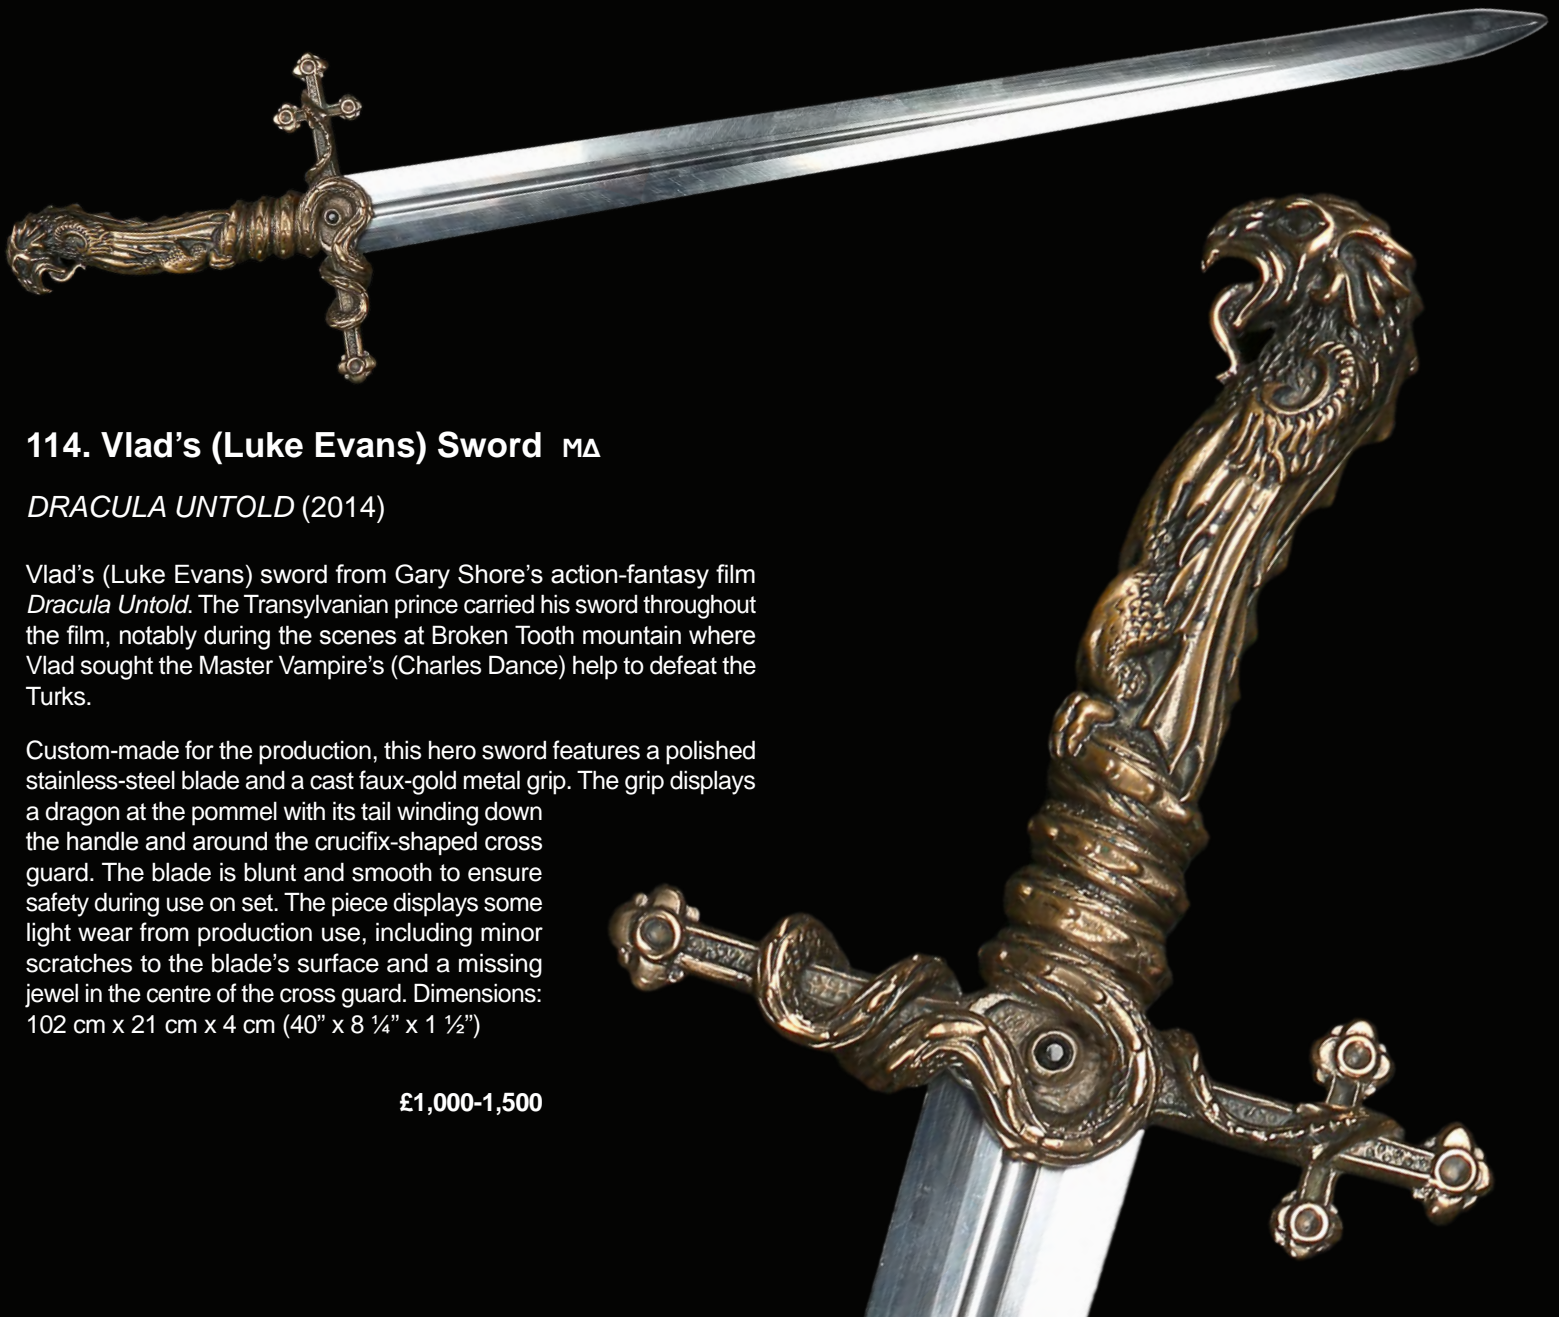 114. Vlad’s (Luke Evans) Sword MΔ
DRACULA UNTOLD (2014)
Vlad’s (Luke Evans) sword from Gary Shore’s action-fantasy film
Dracula Untold. The Transylvanian prince carried his sword throughout
the film, notably during the scenes at Broken Tooth mountain where
Vlad sought the Master Vampire’s (Charles Dance) help to defeat the
Turks.
Custom-made for the production, this hero sword features a polished
stainless-steel blade and a cast faux-gold metal grip. The grip displays
a dragon at the pommel with its tail winding down
the handle and around the crucifix-shaped cross
guard. The blade is blunt and smooth to ensure
safety during use on set. The piece displays some
light wear from production use, including minor
scratches to the blade’s surface and a missing
jewel in the centre of the cross guard. Dimensions:
102 cm x 21 cm x 4 cm (40” x 8 ¼” x 1 ½”)
£1,000-1,500